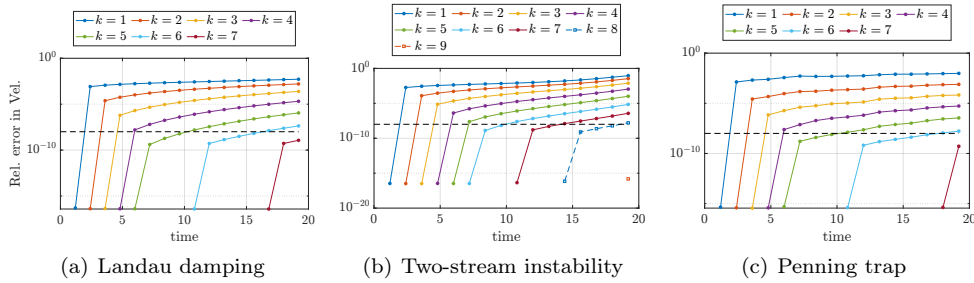 k = 1 k = 2 k = 3 k = 4
k = 5 k = 6 k = 7
Rel. error in Vel.
10^0
10^-10
0 5 10 15 20
time
(a) Landau damping
k = 1 k = 2 k = 3 k = 4
k = 5 k = 6 k = 7 k = 8
k = 9
10^0
10^-10
10^-20
0 5 10 15 20
time
(b) Two-stream instability
k = 1 k = 2 k = 3 k = 4
k = 5 k = 6 k = 7
10^0
10^-10
0 5 10 15 20
time
(c) Penning trap